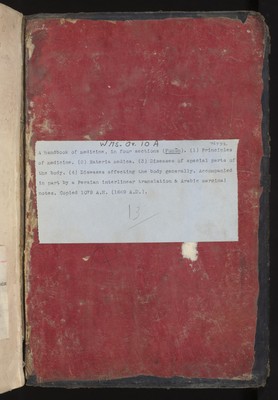 WMS. Or. 10 A
A handbook of medicine. In four sections (Fanns). (1) Principles
of medicine. (2) Materia medica. (3) Diseases of special parts of
the body. (4) Diseases affecting the body generally. Accompanied
in part by a Persian interlinear translation & Arabic marginal
notes. Copied 1079 A.H. (1668 A.D.).
13